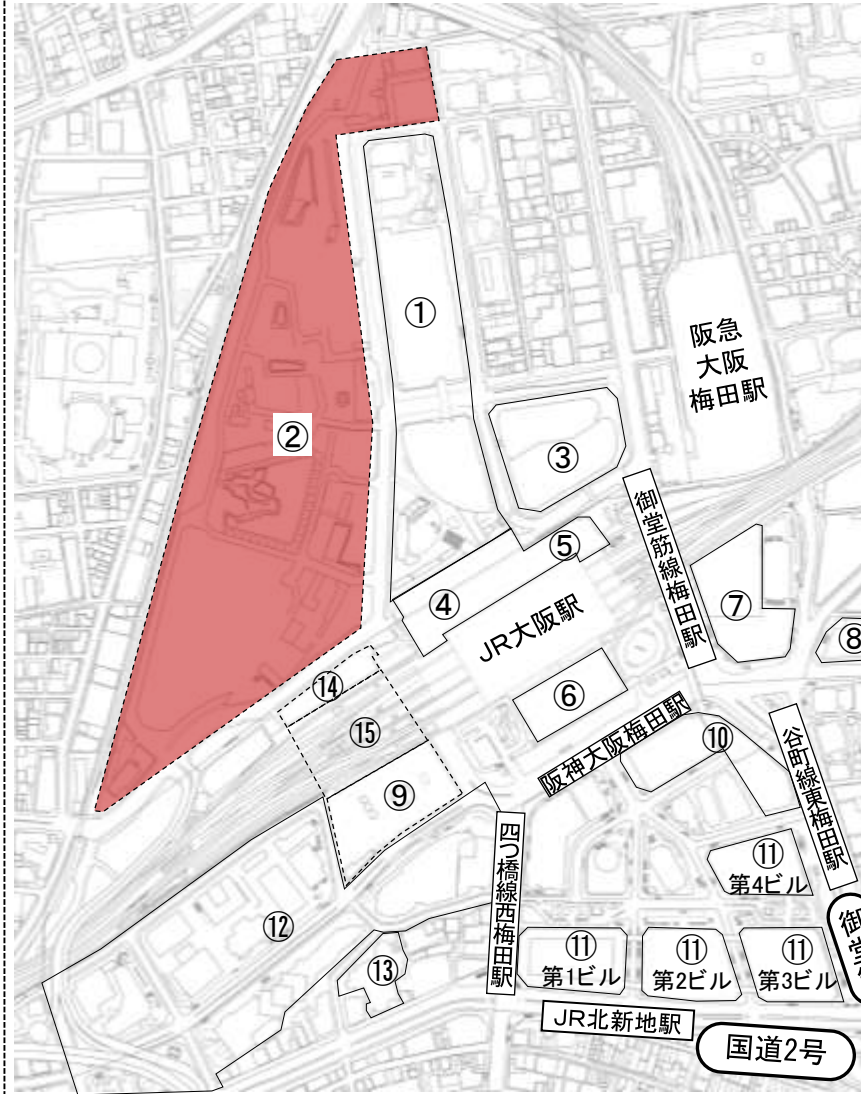 ①
阪急
大阪
梅田駅
②
③
御堂筋線梅田駅
⑤
④
⑦
JR大阪駅
⑧
⑭
⑥
⑮
阪神大阪梅田駅
⑩
谷町線東梅田駅
⑨
四つ橋線西梅田駅
⑪
第4ビル
⑫
⑬
⑪
第1ビル
⑪
第2ビル
⑪
第3ビル
JR北新地駅
国道2号